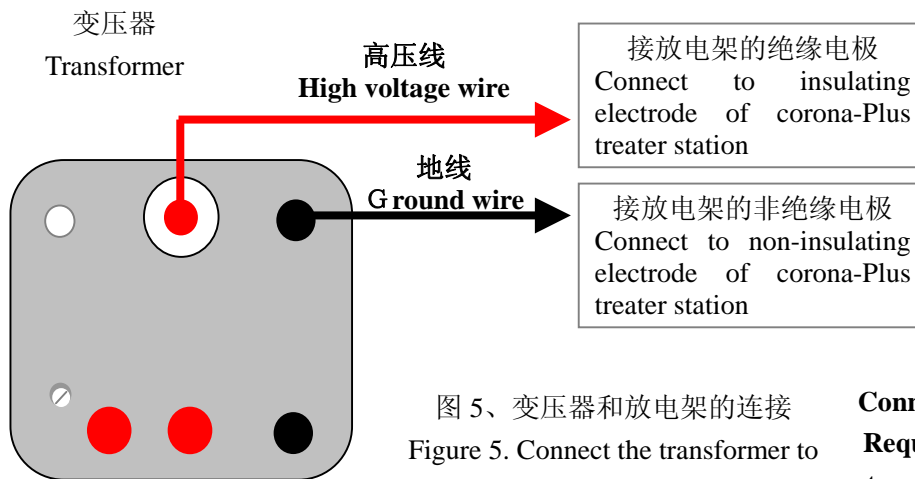 变压器
Transformer
高压线
High voltage wire
接放电架的绝缘电极
Connect to insulating
electrode of corona-Plus
treater station
地线
Ground wire
接放电架的非绝缘电极
Connect to non-insulating
electrode of corona-Plus
treater station
图 5、变压器和放电架的连接
Figure 5. Connect the transformer to